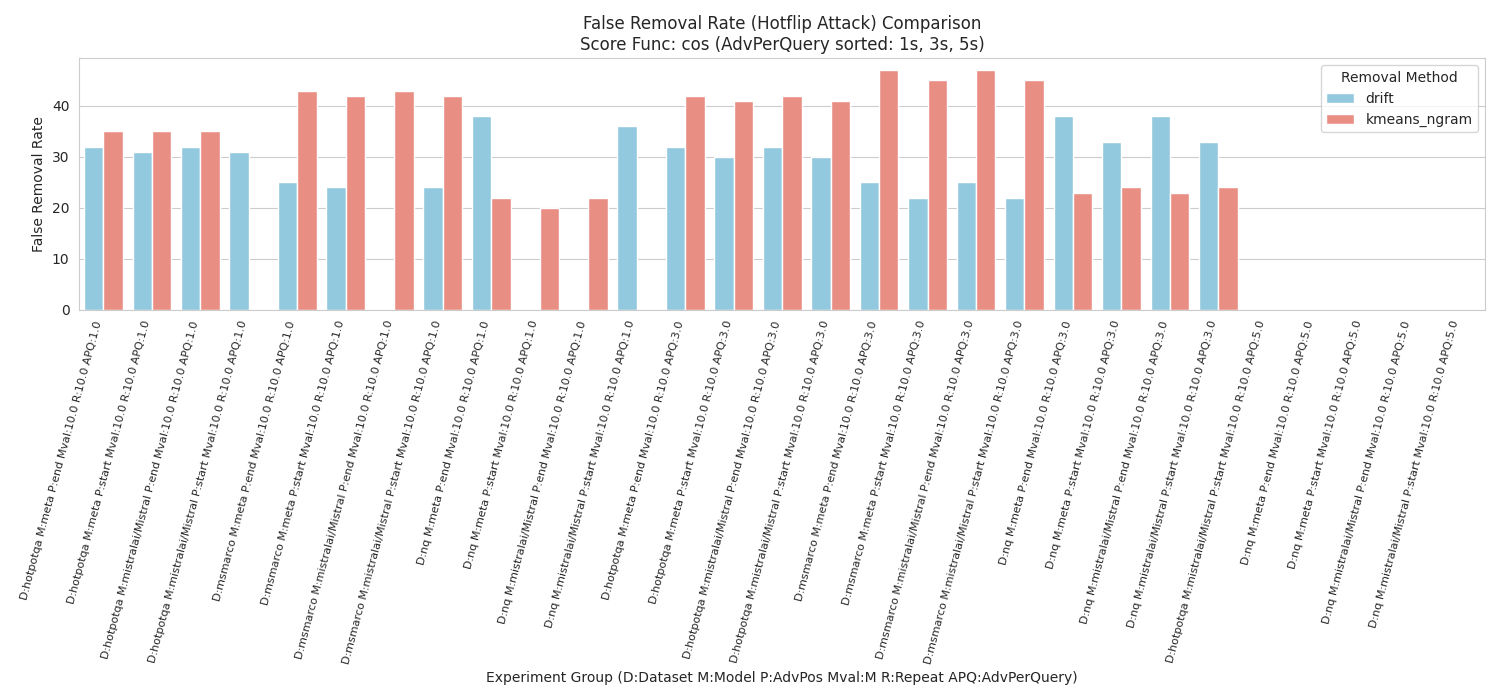 False Removal Rate (Hotflip Attack) Comparison
Score Func: cos (AdvPerQuery sorted: 1s, 3s, 5s)
Removal Method
drift
kmeans_ngram
False Removal Rate
40
30
20
10
0
D:hotpotqa M:meta P:end Mval:10.0 R:10.0 APQ:1.0
D:hotpotqa M:meta P:start Mval:10.0 R:10.0 APQ:1.0
D:hotpotqa M:mistralai/Mistral P:end Mval:10.0 R:10.0 APQ:1.0
D:hotpotqa M:mistralai/Mistral P:start Mval:10.0 R:10.0 APQ:1.0
D:msmarco M:meta P:end Mval:10.0 R:10.0 APQ:1.0
D:msmarco M:meta P:start Mval:10.0 R:10.0 APQ:1.0
D:msmarco M:mistralai/Mistral P:end Mval:10.0 R:10.0 APQ:1.0
D:msmarco M:mistralai/Mistral P:start Mval:10.0 R:10.0 APQ:1.0
D:nq M:meta P:end Mval:10.0 R:10.0 APQ:1.0
D:nq M:meta P:start Mval:10.0 R:10.0 APQ:1.0
D:nq M:mistralai/Mistral P:end Mval:10.0 R:10.0 APQ:1.0
D:nq M:mistralai/Mistral P:start Mval:10.0 R:10.0 APQ:1.0
D:hotpotqa M:meta P:end Mval:10.0 R:10.0 APQ:3.0
D:hotpotqa M:meta P:start Mval:10.0 R:10.0 APQ:3.0
D:hotpotqa M:mistralai/Mistral P:end Mval:10.0 R:10.0 APQ:3.0
D:hotpotqa M:mistralai/Mistral P:start Mval:10.0 R:10.0 APQ:3.0
D:msmarco M:meta P:end Mval:10.0 R:10.0 APQ:3.0
D:msmarco M:meta P:start Mval:10.0 R:10.0 APQ:3.0
D:msmarco M:mistralai/Mistral P:end Mval:10.0 R:10.0 APQ:3.0
D:msmarco M:mistralai/Mistral P:start Mval:10.0 R:10.0 APQ:3.0
D:nq M:meta P:end Mval:10.0 R:10.0 APQ:3.0
D:nq M:meta P:start Mval:10.0 R:10.0 APQ:3.0
D:nq M:mistralai/Mistral P:end Mval:10.0 R:10.0 APQ:3.0
D:nq M:mistralai/Mistral P:start Mval:10.0 R:10.0 APQ:3.0
D:hotpotqa M:mistralai/Mistral P:start Mval:10.0 R:10.0 APQ:5.0
D:nq M:meta P:end Mval:10.0 R:10.0 APQ:5.0
D:nq M:meta P:start Mval:10.0 R:10.0 APQ:5.0
D:nq M:mistralai/Mistral P:end Mval:10.0 R:10.0 APQ:5.0
D:nq M:mistralai/Mistral P:start Mval:10.0 R:10.0 APQ:5.0
Experiment Group (D:Dataset M:Model P:AdvPos Mval:M R:Repeat APQ:AdvPerQuery)